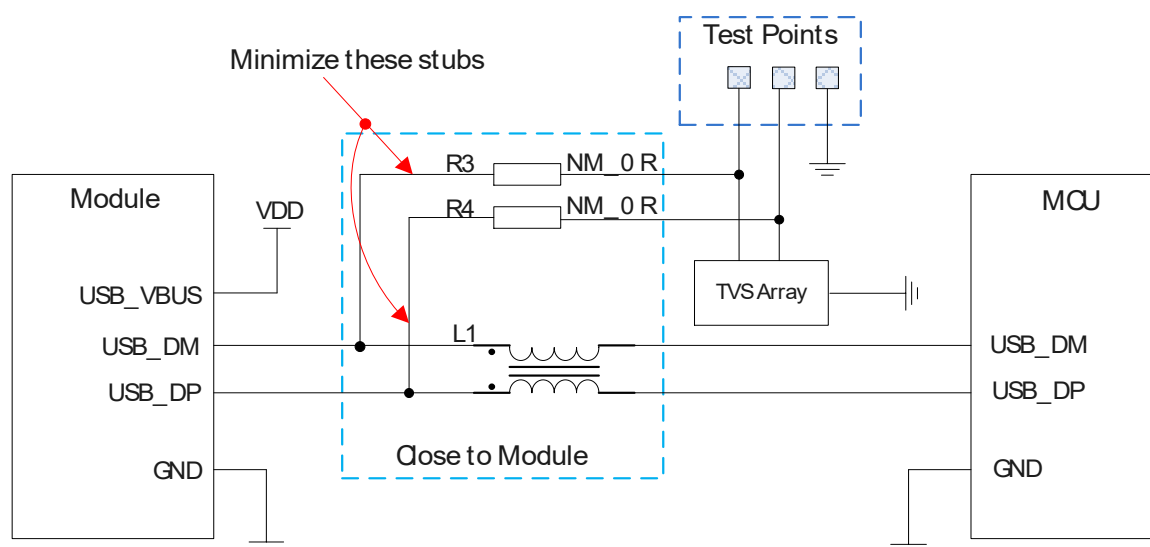 Test Points
Minimize these stubs
R3
NM_0 R
R4
NM_0 R
Module
VDD
MCU
USB_VBUS
TVS Array
USB_DM
L1
USB_DM
USB_DP
USB_DP
Close to Module
GND
GND